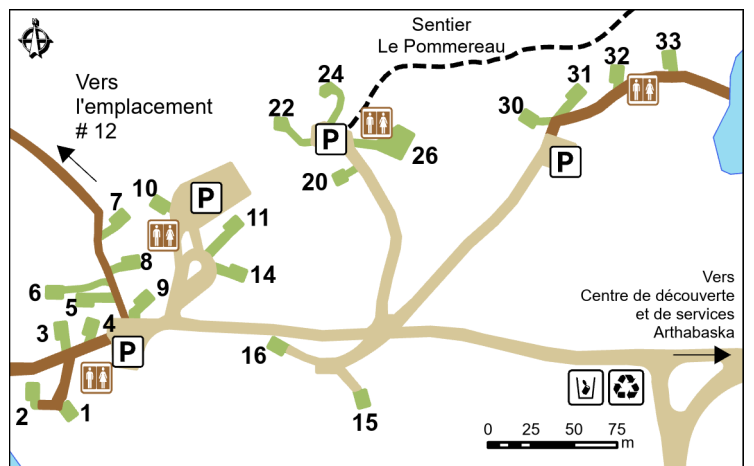 Sentier
Le Pommereau
Vers
l'emplacement
# 12
24
22
P
26
20
32
33
31
30
P
10
P
7
11
8
14
6
5
9
3
4
P
2
1
16
15
Vers
Centre de découverte
et de services
Arthabaska
0 25 50 75
m